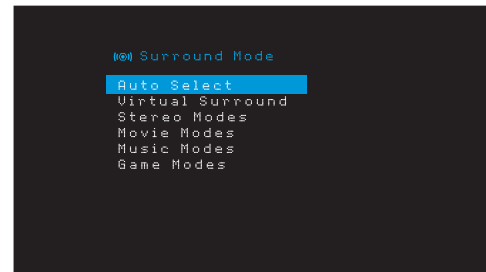 Surround Mode
Auto Select
Virtual Surround
Stereo Modes
Movie Modes
Music Modes
Game Modes